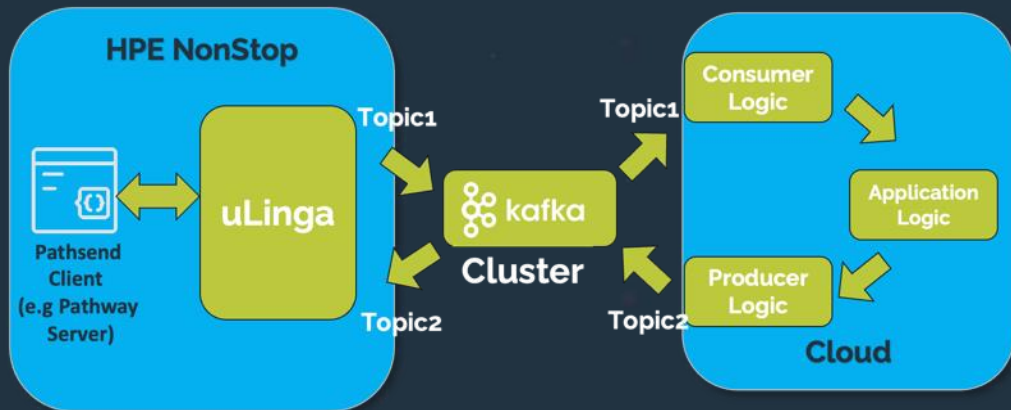 HPE NonStop
Pathsend
Client
(e.g Pathway
Server)
uLinga
Topic1
Topic2
kafka
Cluster
Topic1
Topic2
Consumer
Logic
Application
Logic
Producer
Logic
Cloud